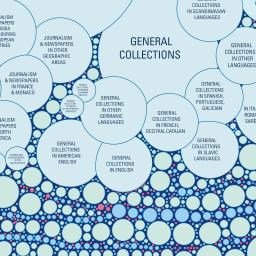 IN SCANDINAVIAN
LANGUAGES
GENERAL
COLLECTIONS
JOURNALISM
& NEWSPAPERS
IN OTHER
GEOGRAPHIC
AREAS
GENERAL
COLLECTIONS
IN OTHER
LANGUAGES
JOURNALISM
& NEWSPAPERS
IN FRANCE
& MONACO
GENERAL
COLLECTIONS
IN OTHER
GERMANIC
LANGUAGES
GENERAL
COLLECTIONS
IN SPANISH,
PORTUGUESE,
GALICIAN
GENERAL
COLLECTIONS
IN FRENCH,
OCCITAN, CATALAN
GENERAL
COLLECTIONS
IN AMERICAN
ENGLISH
GENERAL
COLLECTIONS
IN ENGLISH
GENERAL
COLLECTIONS
IN SLAVIC
LANGUAGES